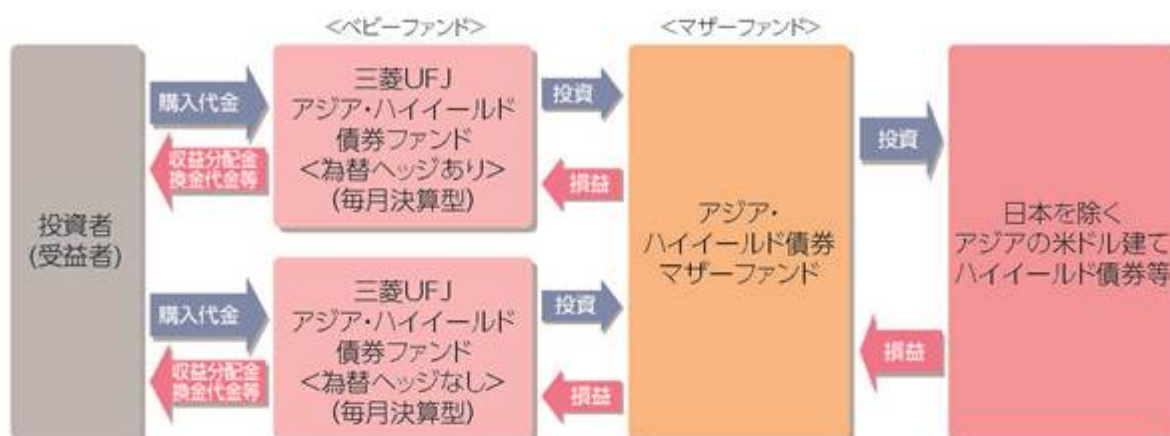 <ベビーファンド>
<マザーファンド>
投資者
(受益者)
購入代金
収益分配金
換金代金等
三菱UFJ
アジア・ハイイールド
債券ファンド
<為替ヘッジあり>
(毎月決算型)
投資
損益
購入代金
収益分配金
換金代金等
三菱UFJ
アジア・ハイイールド
債券ファンド
<為替ヘッジなし>
(毎月決算型)
投資
損益
アジア・
ハイイールド債券
マザーファンド
投資
損益
日本を除く
アジアの米ドル建て
ハイイールド債券等